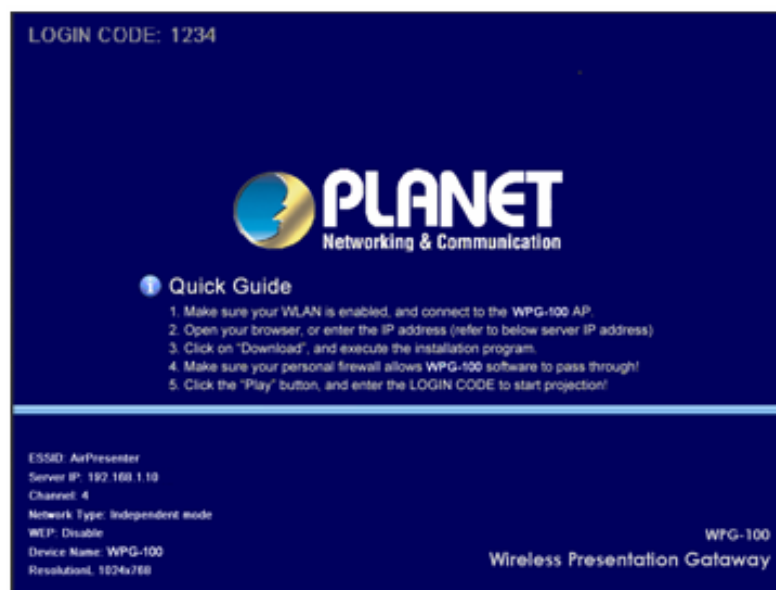 LOGIN CODE: 1234
PLANET
Networking & Communication
Quick Guide
1. Make sure your WLAN is enabled, and connect to the WPG-100 AP.
2. Open your browser, or enter the IP address (refer to below server IP address)
3. Click on "Download", and execute the installation program.
4. Make sure your personal firewall allows WPG-100 software to pass through!
5. Click the "Play" button, and enter the LOGIN CODE to start projection!
ESSID: AirPresenter
Server IP: 192.168.1.10
Channel: 4
Network Type: Independent mode
WEP: Disable
Device Name: WPG-100
ResolutionL 1024x768
WPG-100
Wireless Presentation Gataway